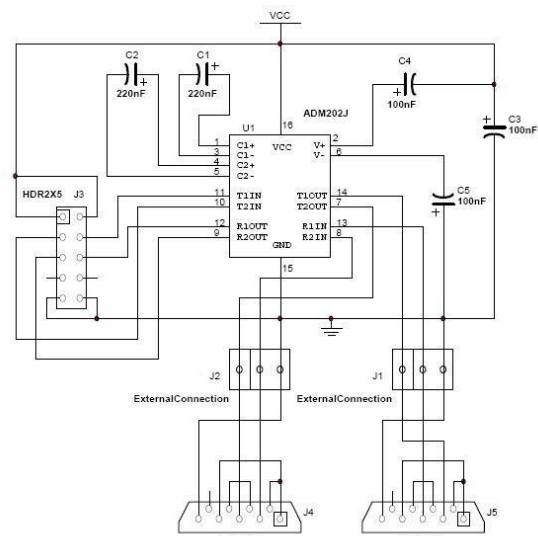 VCC
C2
C1
C4
220nF
220nF
100nF
C3
100nF
ADM202J
U1
16
VCC
1 C1+
3 C1-
4 C2+
5 C2-
V+ 2
V- 6
HDR2X5 J3
C5
100nF
11 T1IN
10 T2IN
T1OUT 14
T2OUT 7
12 R1OUT
9 R2OUT
R1IN 13
R2IN 8
GND
15
J2
J1
ExternalConnection
ExternalConnection
J4
J5